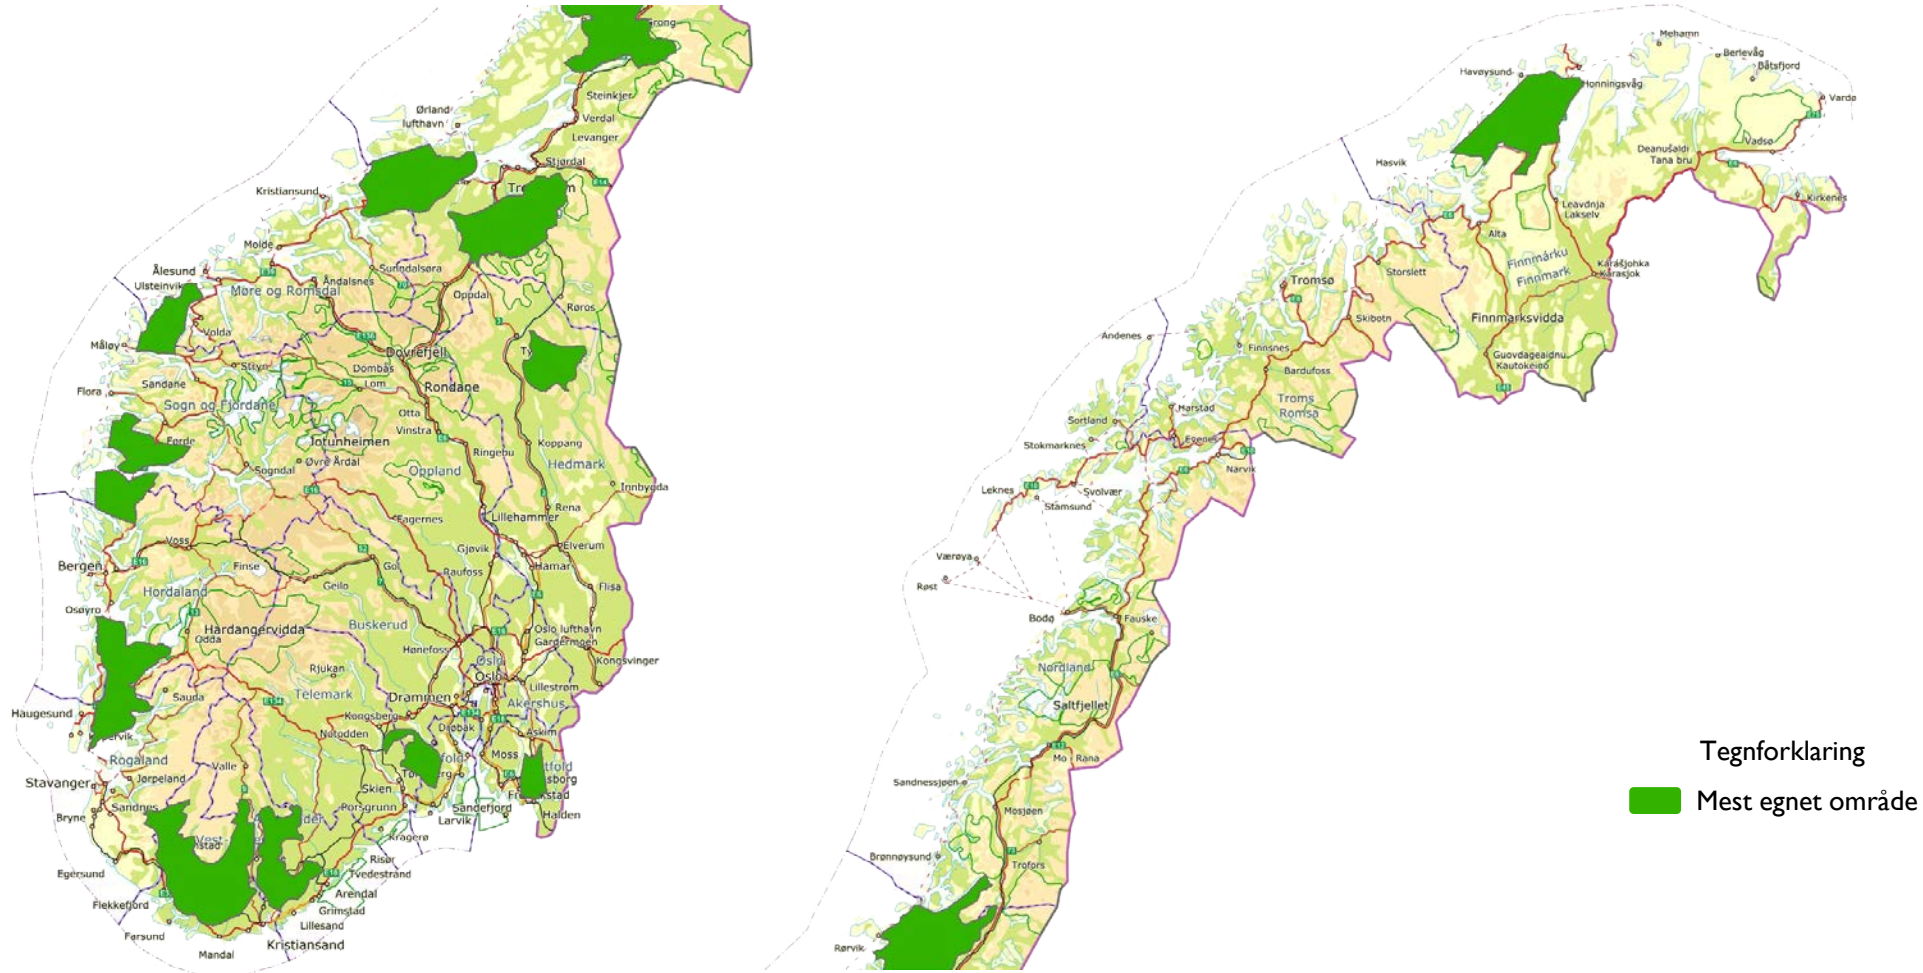 Grong
Steinkjer
Verdal
Levanger
Ørland
lufthavn
Stjørdal
Kristiansund
Molde
Ålesund
Ulsteinvik
Møre og Romsdal
Åndalsnes
Sunndalsøra
Oppdal
Røros
Volda
Måløy
Stryn
Dovrefjell
Dombås
Lom
Rondane
Sandane
Flora
Sogn og Fjordane
Otta
Vinstra
Førde
Jotunheimen
Øvre Årdal
Sogndal
Oppland
Ringebu
Koppang
Hedmark
Innbygda
Rena
Lillehammer
Fagernes
Voss
Gjøvik
Elverum
Bergen
Finse
Gol
Raufoss
Hamar
Geilo
Flisa
Hordaland
Osøyro
Hardangervidda
Odda
Buskerud
Hønefoss
Oslo lufthavn
Gardermoen
Kongsvinger
Rjukan
Oslo
Oslo
Telemark
Drammen
Lillestrøm
Akershus
Sauda
Haugesund
Kongsberg
Notodden
Drøbak
Askim
Moss
Rogaland
Valle
Stavanger
Jørpeland
Skien
Sandnes
Porsgrunn
Sandefjord
Larvik
Halden
Bryne
Kragerø
Risør
Tvedestrand
Egersund
Arendal
Grimstad
Flekkefjord
Lillesand
Farsund
Kristiansand
Mandal
Mehamn
Berlevåg
Båtsfjord
Havøysund
Honningsvåg
Vardø
Vadsø
Deanušaldi
Tana bru
Hasvik
Kirkenes
Leavdnja
Lakselv
Alta
Finnmárku
Finnmark
Kárášjohka
Karasjok
Storslett
Tromsø
Skibotn
Finnmarksvidda
Andenes
Finnsnes
Guovdageaidnu
Kautokeino
Bardufoss
Troms
Romsa
Harstad
Sortland
Stokmarknes
Evenes
Narvik
Leknes
Svolvær
Stamsund
Værøya
Røst
Bodø
Fauske
Nordland
Saltfjellet
Mo i Rana
Sandnessjøen
Mosjøen
Brønnøysund
Trofors
Rørvik
Tegnforklaring
Mest egnet område